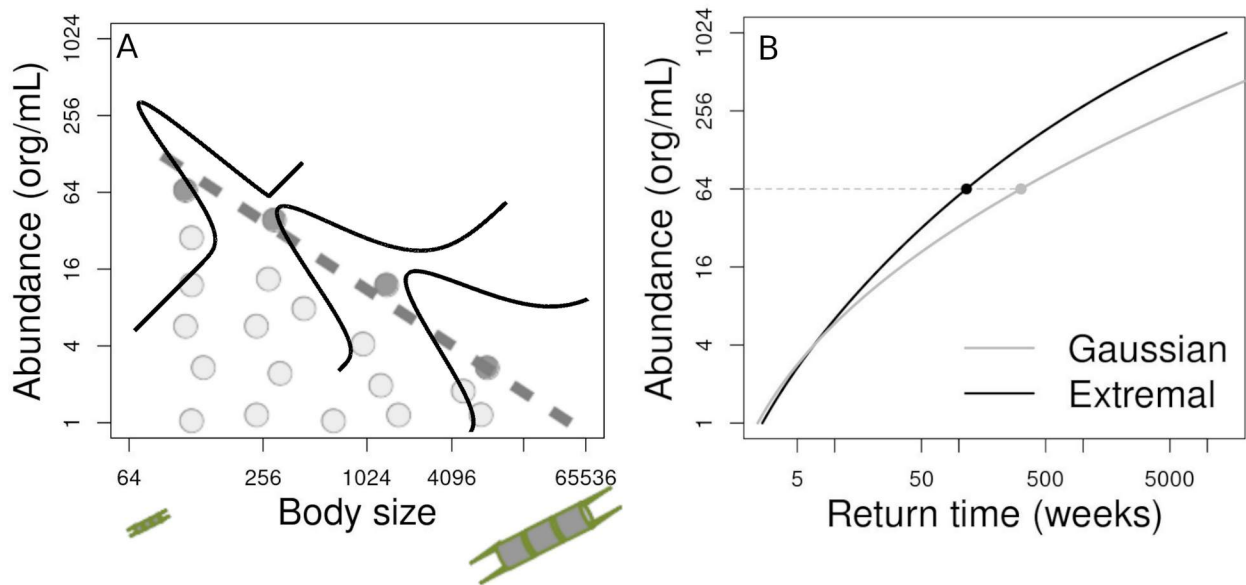 A
Abundance (org/mL)
1024
256
64
16
4
1
64 256 1024 4096 65536
Body size
B
Abundance (org/mL)
1024
256
64
16
4
1
Gaussian
Extremal
5 50 500 5000
Return time (weeks)